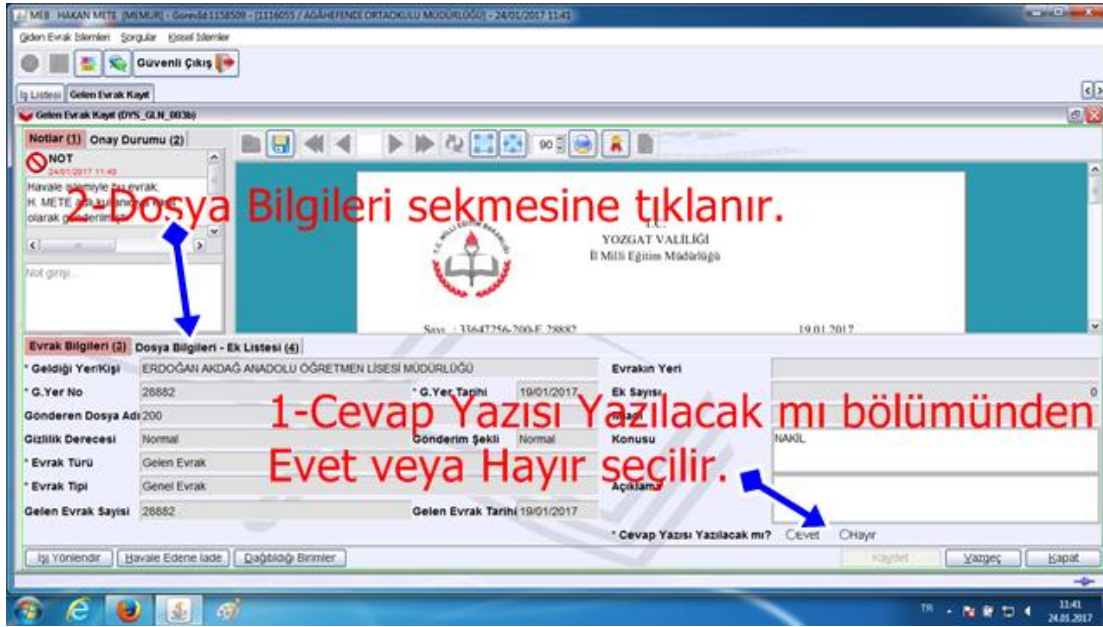 MEB HAKAN METE [MEMUR] - GorevId:1158509 - [1116055 / AGÂHEFENDİ ORTAOKULU MÜDÜRLÜĞÜ] - 24/01/2017 11:41
Giden Evrak İşlemleri Sorgular Kişisel İşlemler
Güvenli Çıkış
İş Listesi Gelen Evrak Kayıt
Gelen Evrak Kayıt (DYS_GLN_003b)
Notlar (1) Onay Durumu (2)
90
NOT
24/01/2017 11:40
Havale işlemiyle bu evrak;
H. METE
olarak gönderilmiştir
2-Dosya Bilgileri sekmesine tıklanır.
T.C.
YOZGAT VALİLİĞİ
İl Milli Eğitim Müdürlüğü
Not girişi...
Sayı : 33647756-200-E.28882 19.01.2017
Evrak Bilgileri (3) Dosya Bilgileri - Ek Listesi (4)
* Geldiği Yer/Kişi ERDOĞAN AKDAĞ ANADOLU ÖĞRETMEN LİSESİ MÜDÜRLÜĞÜ Evrakın Yeri
* G.Yer No 28882 * G.Yer Tarihi 19/01/2017 Ek Sayısı 0
Gönderen Dosya Adı 200
1-Cevap Yazısı Yazılacak mı bölümünden
Gizlilik Derecesi Normal Gönderim Şekli Normal Konusu NAKİL
* Evrak Türü Gelen Evrak
Evet veya Hayır seçilir.
* Evrak Tipi Genel Evrak Açıklama
Gelen Evrak Sayısı 28882 Gelen Evrak Tarihi 19/01/2017
* Cevap Yazısı Yazılacak mı? Evet Hayır
İşi Yönlendir Havale Edene İade Dağıtıldığı Birimler Kaydet Vazgeç Kapat
TR 11:41
24.01.2017